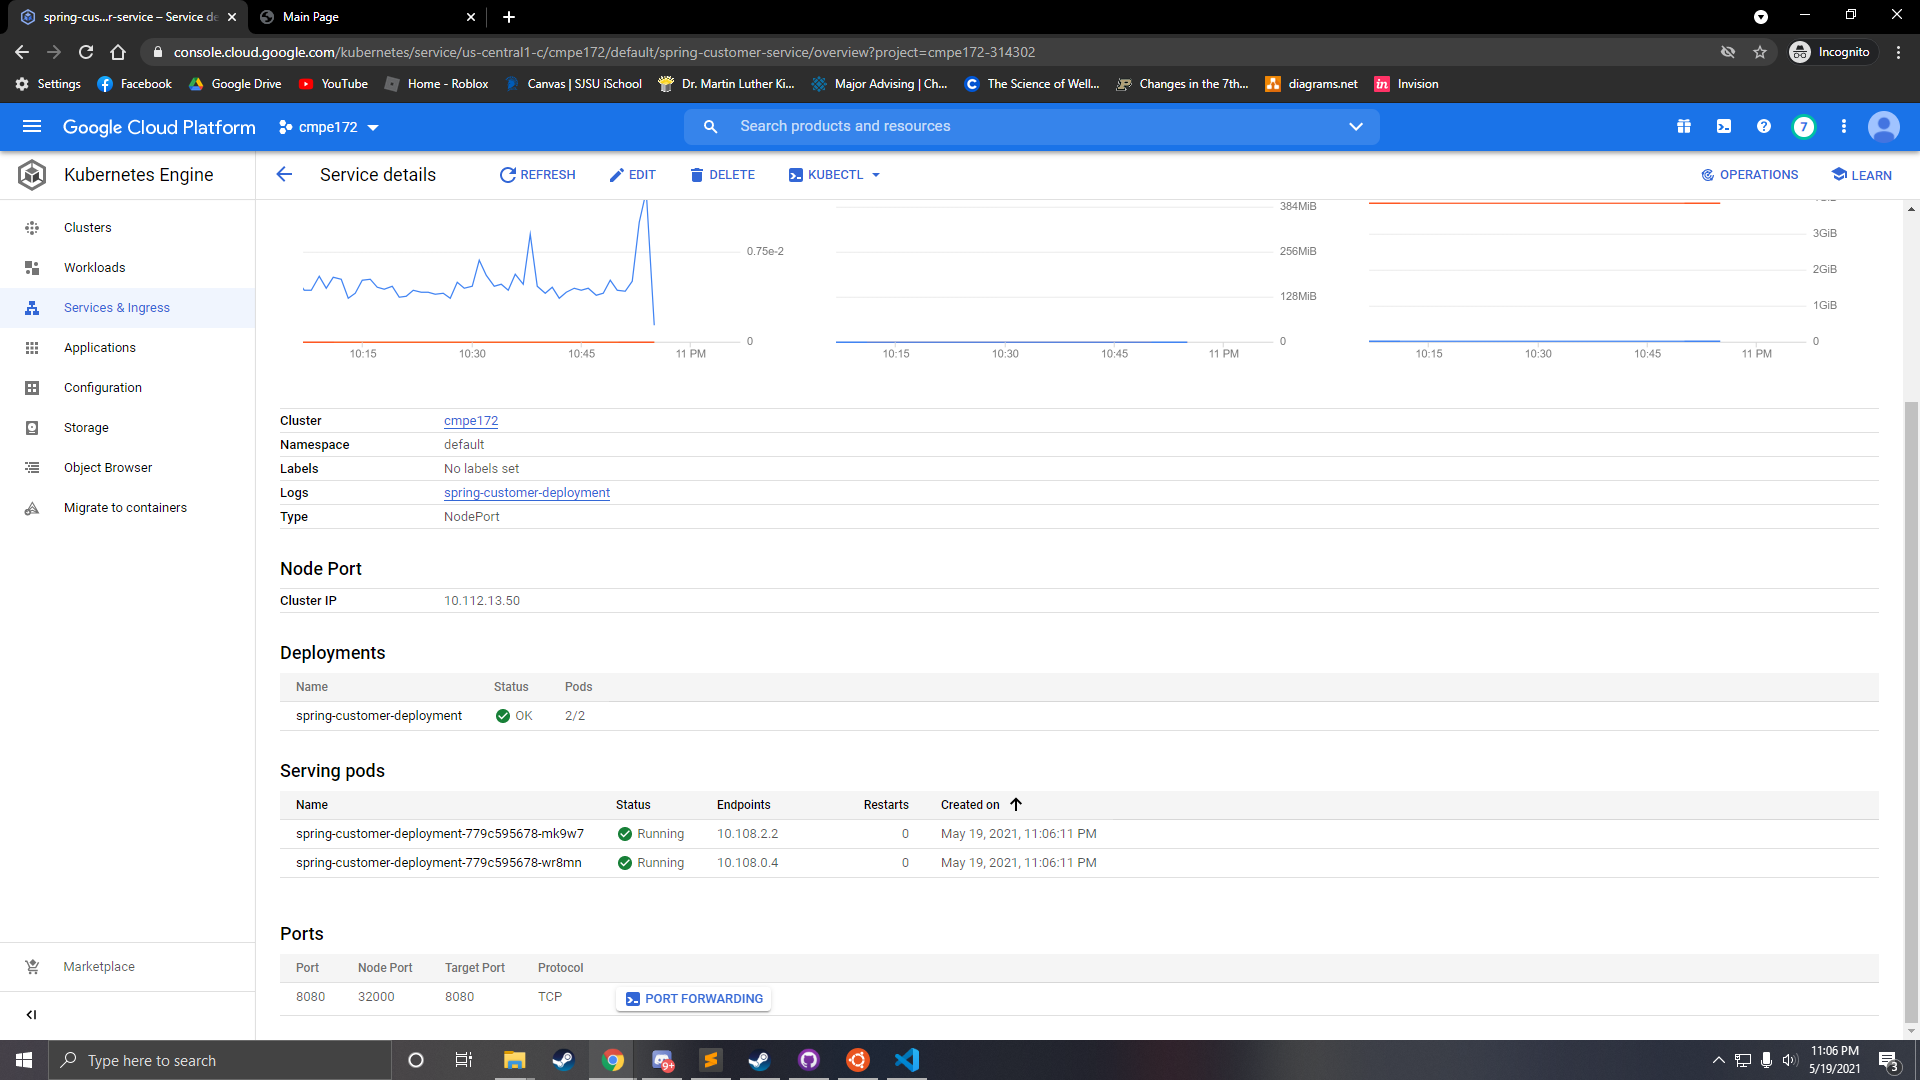 spring-cus...r-service – Service de
Main Page
console.cloud.google.com/kubernetes/service/us-central1-c/cmpe172/default/spring-customer-service/overview?project=cmpe172-314302
Incognito
Settings
Facebook
Google Drive
YouTube
Home - Roblox
Canvas | SJSU iSchool
Dr. Martin Luther Ki...
Major Advising | Ch...
The Science of Well...
Changes in the 7th...
diagrams.net
in
Invision
Google Cloud Platform
cmpe172
Search products and resources
7
Kubernetes Engine
Service details
REFRESH
EDIT
DELETE
KUBECTL
OPERATIONS
LEARN
Clusters
Workloads
Services & Ingress
Applications
Configuration
Storage
Object Browser
Migrate to containers
Marketplace
0.75e-2
0
10:15
10:30
10:45
11 PM
384MiB
256MiB
128MiB
0
10:15
10:30
10:45
11 PM
3GiB
2GiB
1GiB
0
10:15
10:30
10:45
11 PM
Cluster cmpe172
Namespace default
Labels No labels set
Logs spring-customer-deployment
Type NodePort
Node Port
Cluster IP 10.112.13.50
Deployments
Name Status Pods
spring-customer-deployment OK 2/2
Serving pods
Name Status Endpoints Restarts Created on
spring-customer-deployment-779c595678-mk9w7 Running 10.108.2.2 0 May 19, 2021, 11:06:11 PM
spring-customer-deployment-779c595678-wr8mn Running 10.108.0.4 0 May 19, 2021, 11:06:11 PM
Ports
Port Node Port Target Port Protocol
8080 32000 8080 TCP PORT FORWARDING
Type here to search
9+
11:06 PM
5/19/2021
3